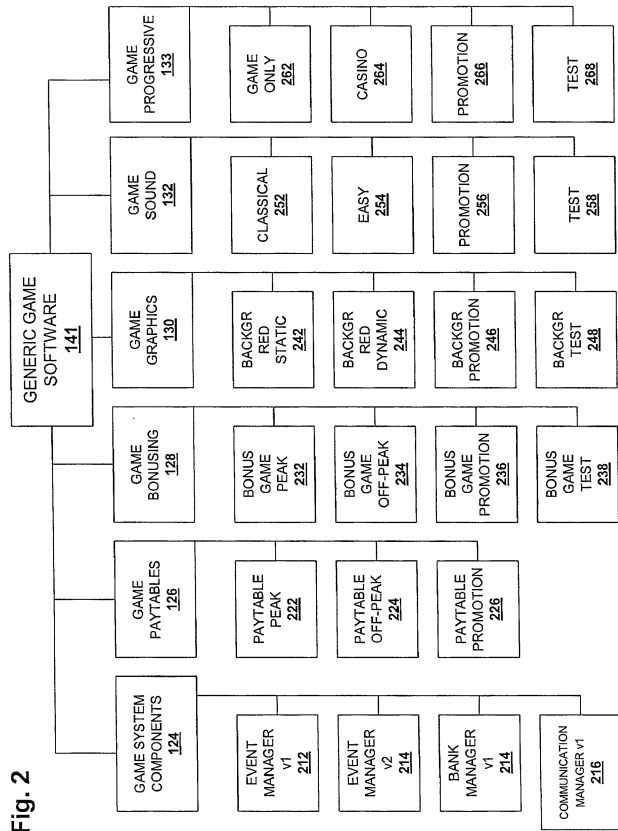 Fig. 2
GENERIC GAME
SOFTWARE
141
GAME SYSTEM
COMPONENTS
124
EVENT
MANAGER
v1
212
EVENT
MANAGER
v2
214
BANK
MANAGER
v1
214
COMMUNICATION
MANAGER v1
216
GAME
PAYTABLES
126
PAYTABLE
PEAK
222
PAYTABLE
OFF-PEAK
224
PAYTABLE
PROMOTION
226
GAME
BONUSING
128
BONUS
GAME
PEAK
232
BONUS
GAME
OFF-PEAK
234
BONUS
GAME
PROMOTION
236
BONUS
GAME
TEST
238
GAME
GRAPHICS
130
BACKGR
RED
STATIC
242
BACKGR
RED
DYNAMIC
244
BACKGR
PROMOTION
246
BACKGR
TEST
248
GAME
SOUND
132
CLASSICAL
252
EASY
254
PROMOTION
256
TEST
258
GAME
PROGRESSIVE
133
GAME
ONLY
262
CASINO
264
PROMOTION
266
TEST
268